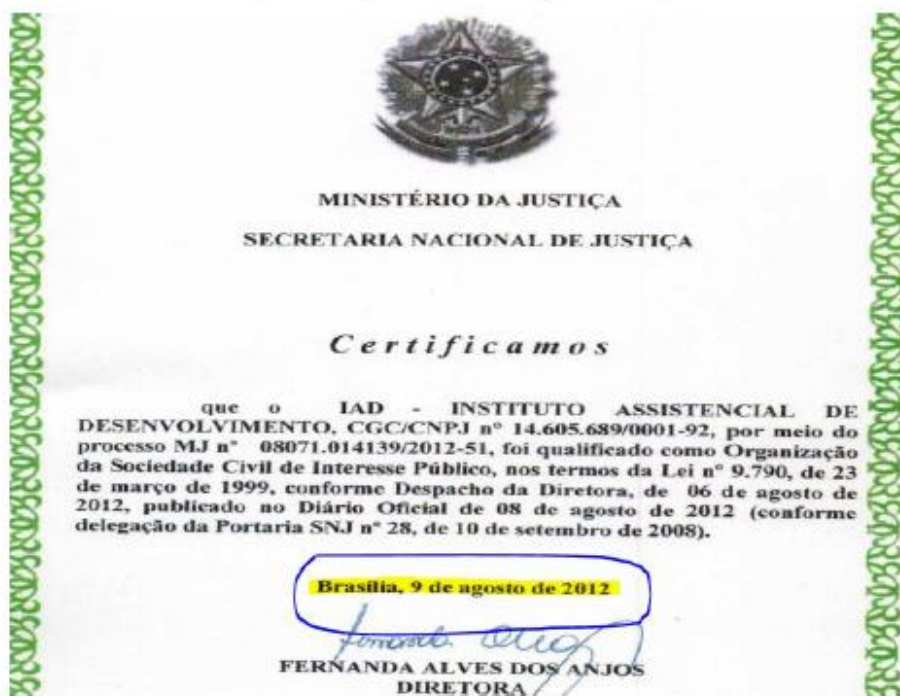 MINISTÉRIO DA JUSTIÇA
SECRETARIA NACIONAL DE JUSTIÇA
Certificamos
que o IAD - INSTITUTO ASSISTENCIAL DE
DESENVOLVIMENTO, CGC/CNPJ nº 14.605.689/0001-92, por meio do
processo MJ nº 08071.014139/2012-51, foi qualificado como Organização
da Sociedade Civil de Interesse Público, nos termos da Lei nº 9.790, de 23
de março de 1999, conforme Despacho da Diretora, de 06 de agosto de
2012, publicado no Diário Oficial de 08 de agosto de 2012 (conforme
delegação da Portaria SNJ nº 28, de 10 de setembro de 2008).
Brasília, 9 de agosto de 2012
FERNANDA ALVES DOS ANJOS
DIRETORA